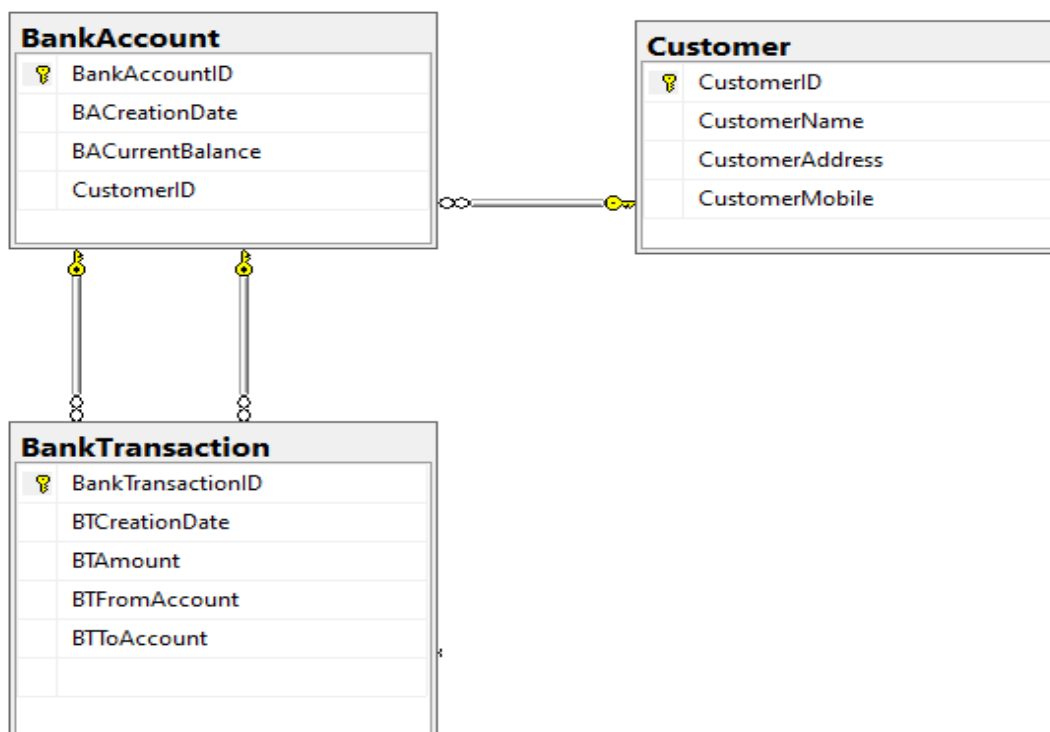 BankAccount
BankAccountID
BACreationDate
BACurrentBalance
CustomerID
Customer
CustomerID
CustomerName
CustomerAddress
CustomerMobile
BankTransaction
BankTransactionID
BTCreationDate
BTAmount
BTFromAccount
BTToAccount